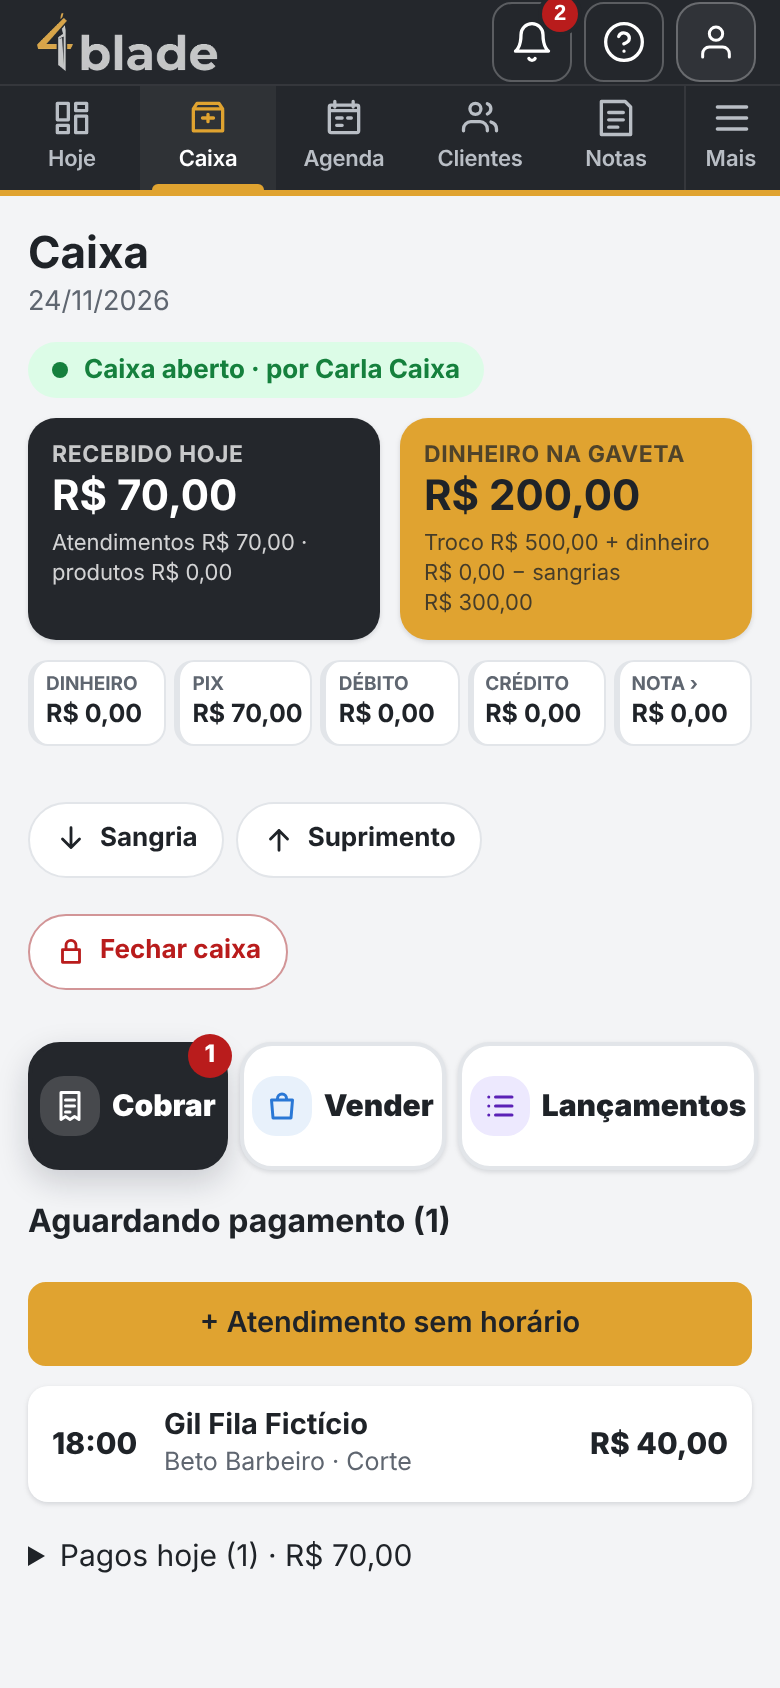 4blade
2
Hoje
Caixa
Agenda
Clientes
Notas
Mais
Caixa
24/11/2026
Caixa aberto · por Carla Caixa
RECEBIDO HOJE
R$ 70,00
Atendimentos R$ 70,00 ·
produtos R$ 0,00
DINHEIRO NA GAVETA
R$ 200,00
Troco R$ 500,00 + dinheiro
R$ 0,00 − sangrias
R$ 300,00
DINHEIRO
R$ 0,00
PIX
R$ 70,00
DÉBITO
R$ 0,00
CRÉDITO
R$ 0,00
NOTA ›
R$ 0,00
Sangria
Suprimento
Fechar caixa
Cobrar
1
Vender
Lançamentos
Aguardando pagamento (1)
+ Atendimento sem horário
18:00
Gil Fila Fictício
Beto Barbeiro · Corte
R$ 40,00
Pagos hoje (1) · R$ 70,00